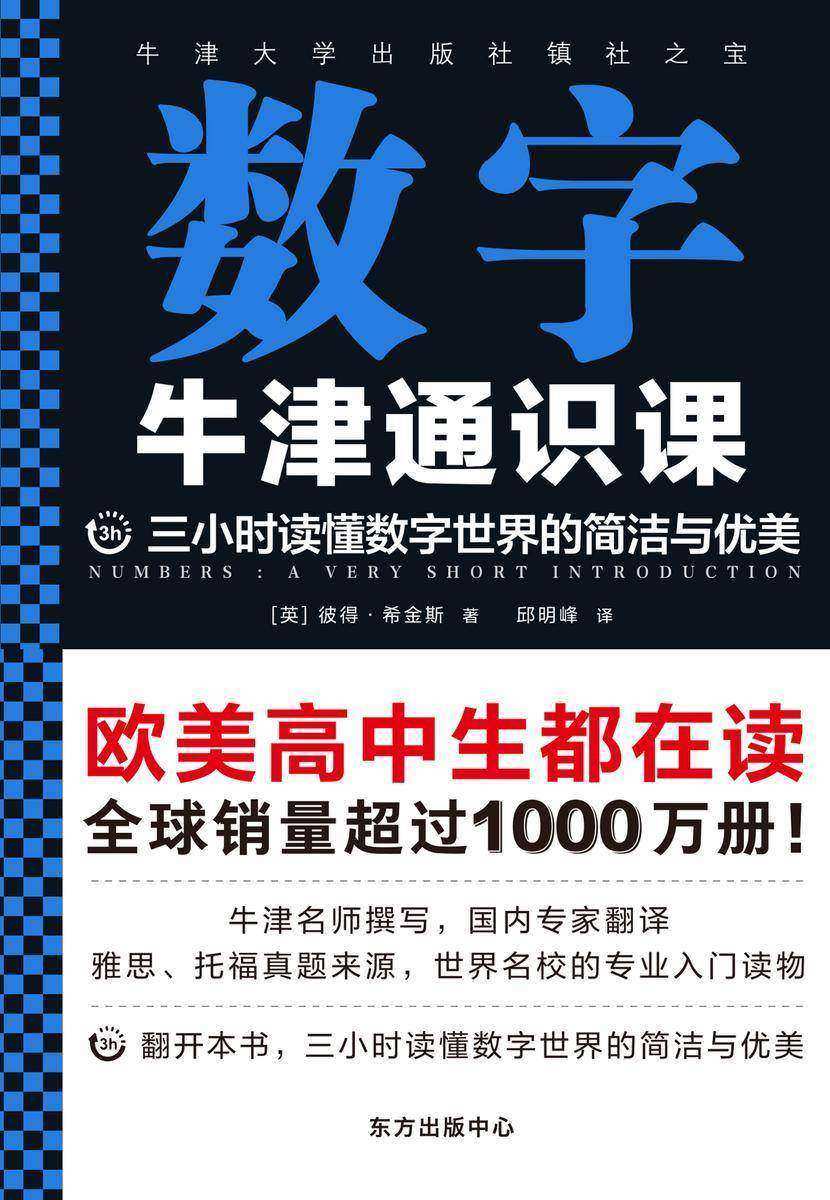 牛津大学出版社镇社之宝
数字
牛津通识课
3h 三小时读懂数字世界的简洁与优美
NUMBERS : A VERY SHORT INTRODUCTION
[英] 彼得·希金斯 著 邱明峰 译
欧美高中生都在读
全球销量超过1000万册!
牛津名师撰写，国内专家翻译
雅思、托福真题来源，世界名校的专业入门读物
3h 翻开本书，三小时读懂数字世界的简洁与优美
东方出版中心